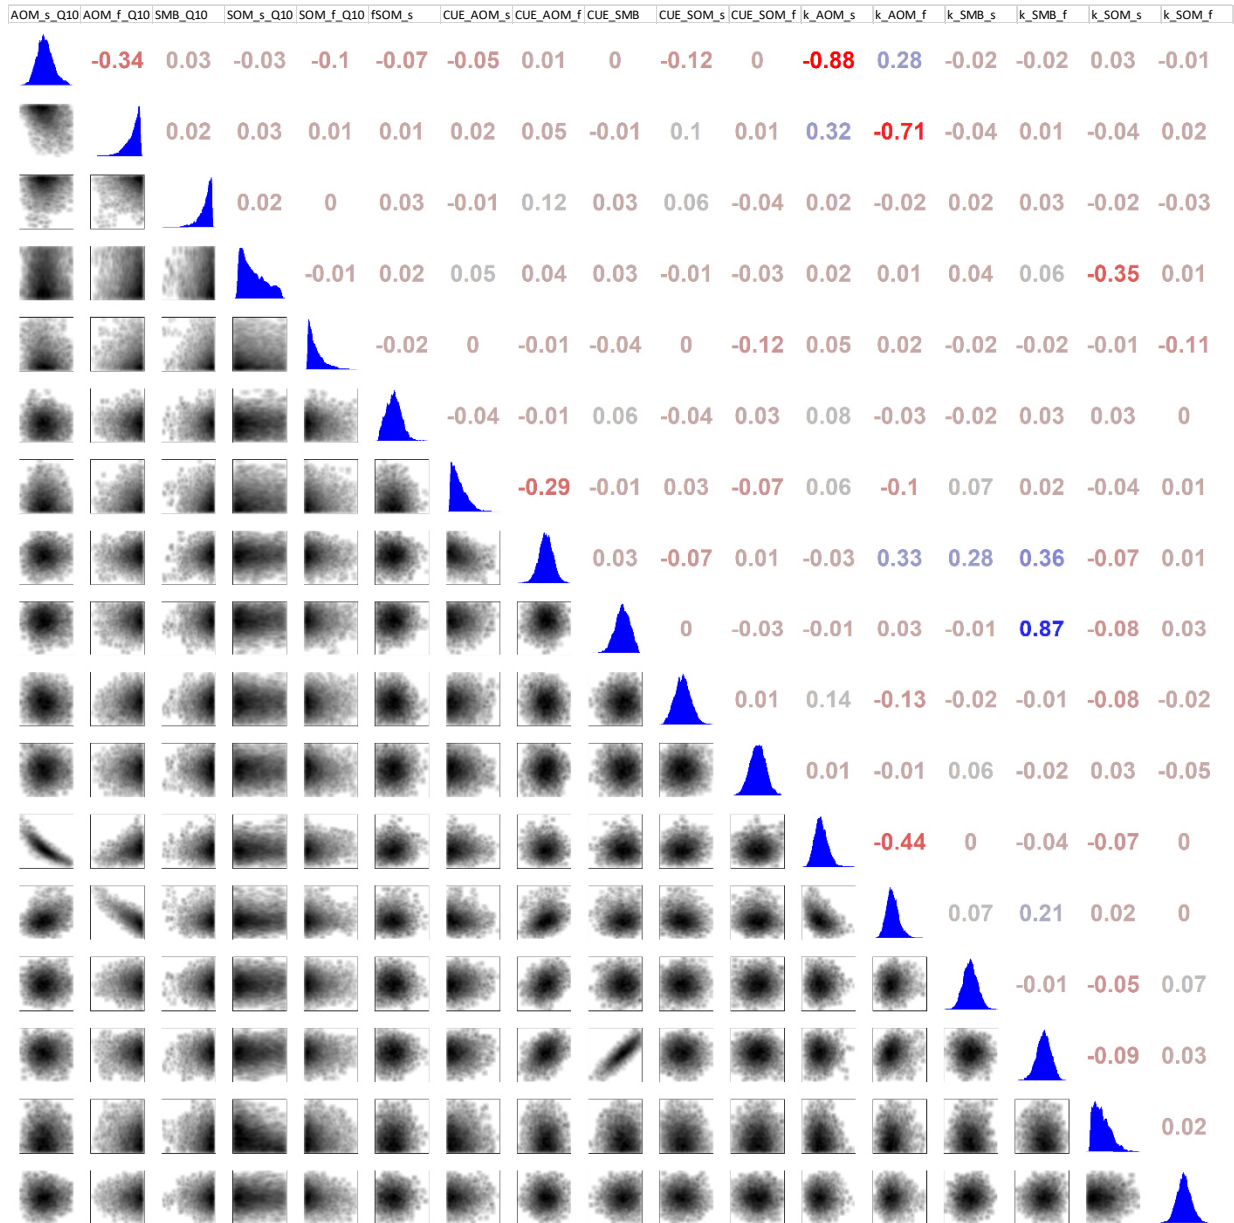 AOM_s_Q10 AOM_f_Q10 SMB_Q10 SOM_s_Q10 SOM_f_Q10 fSOM_s CUE_AOM_s CUE_AOM_f CUE_SMB CUE_SOM_s CUE_SOM_f k_AOM_s k_AOM_f k_SMB_s k_SMB_f k_SOM_s k_SOM_f
-0.34 0.03 -0.03 -0.1 -0.07 -0.05 0.01 0 -0.12 0 -0.88 0.28 -0.02 -0.02 0.03 -0.01
0.02 0.03 0.01 0.01 0.02 0.05 -0.01 0.1 0.01 0.32 -0.71 -0.04 0.01 -0.04 0.02
0.02 0 0.03 -0.01 0.12 0.03 0.06 -0.04 0.02 -0.02 0.02 0.03 -0.02 -0.03
-0.01 0.02 0.05 0.04 0.03 -0.01 -0.03 0.02 0.01 0.04 0.06 -0.35 0.01
-0.02 0 -0.01 -0.04 0 -0.12 0.05 0.02 -0.02 -0.02 -0.01 -0.11
-0.04 -0.01 0.06 -0.04 0.03 0.08 -0.03 -0.02 0.03 0.03 0
-0.29 -0.01 0.03 -0.07 0.06 -0.1 0.07 0.02 -0.04 0.01
0.03 -0.07 0.01 -0.03 0.33 0.28 0.36 -0.07 0.01
0 -0.03 -0.01 0.03 -0.01 0.87 -0.08 0.03
0.01 0.14 -0.13 -0.02 -0.01 -0.08 -0.02
0.01 -0.01 0.06 -0.02 0.03 -0.05
-0.44 0 -0.04 -0.07 0
0.07 0.21 0.02 0
-0.01 -0.05 0.07
-0.09 0.03
0.02